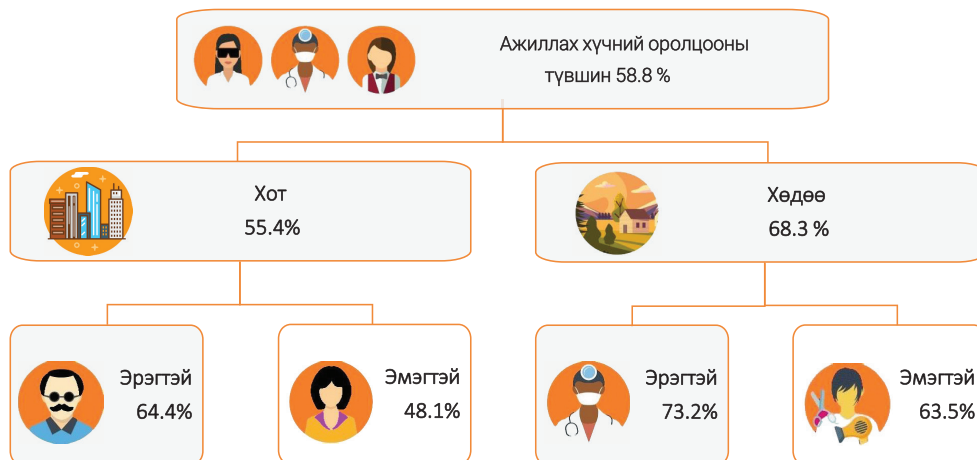 Ажиллах хүчний оролцооны
түвшин 58.8 %
Хот
55.4%
Хөдөө
68.3 %
Эрэгтэй
64.4%
Эмэгтэй
48.1%
Эрэгтэй
73.2%
Эмэгтэй
63.5%